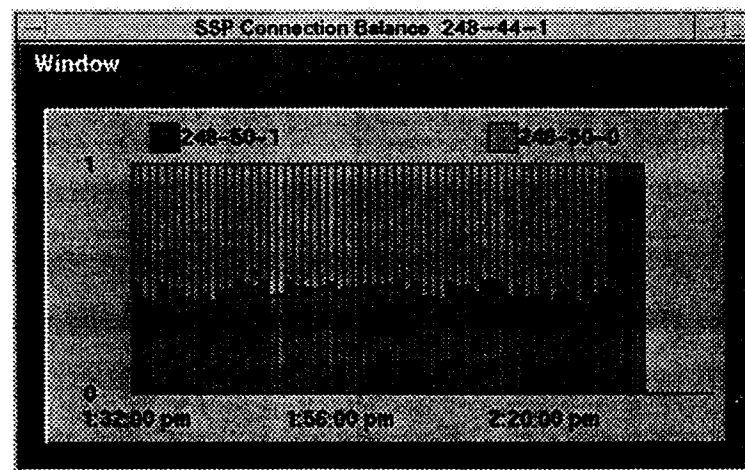 SSP Connection Balance 248-44-1
Window
248-50-1 248-50-0
1
0
1:32:00 pm 1:56:00 pm 2:20:00 pm